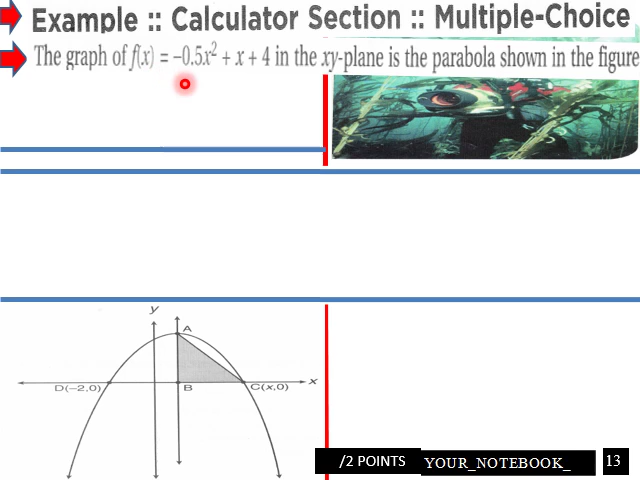 Example :: Calculator Section :: Multiple-Choice
The graph of f(x) = –0.5x² + x + 4 in the xy-plane is the parabola shown in the figure
y
A
x
D(–2,0)
B
C(x,0)
/2 POINTS
YOUR_NOTEBOOK_
13